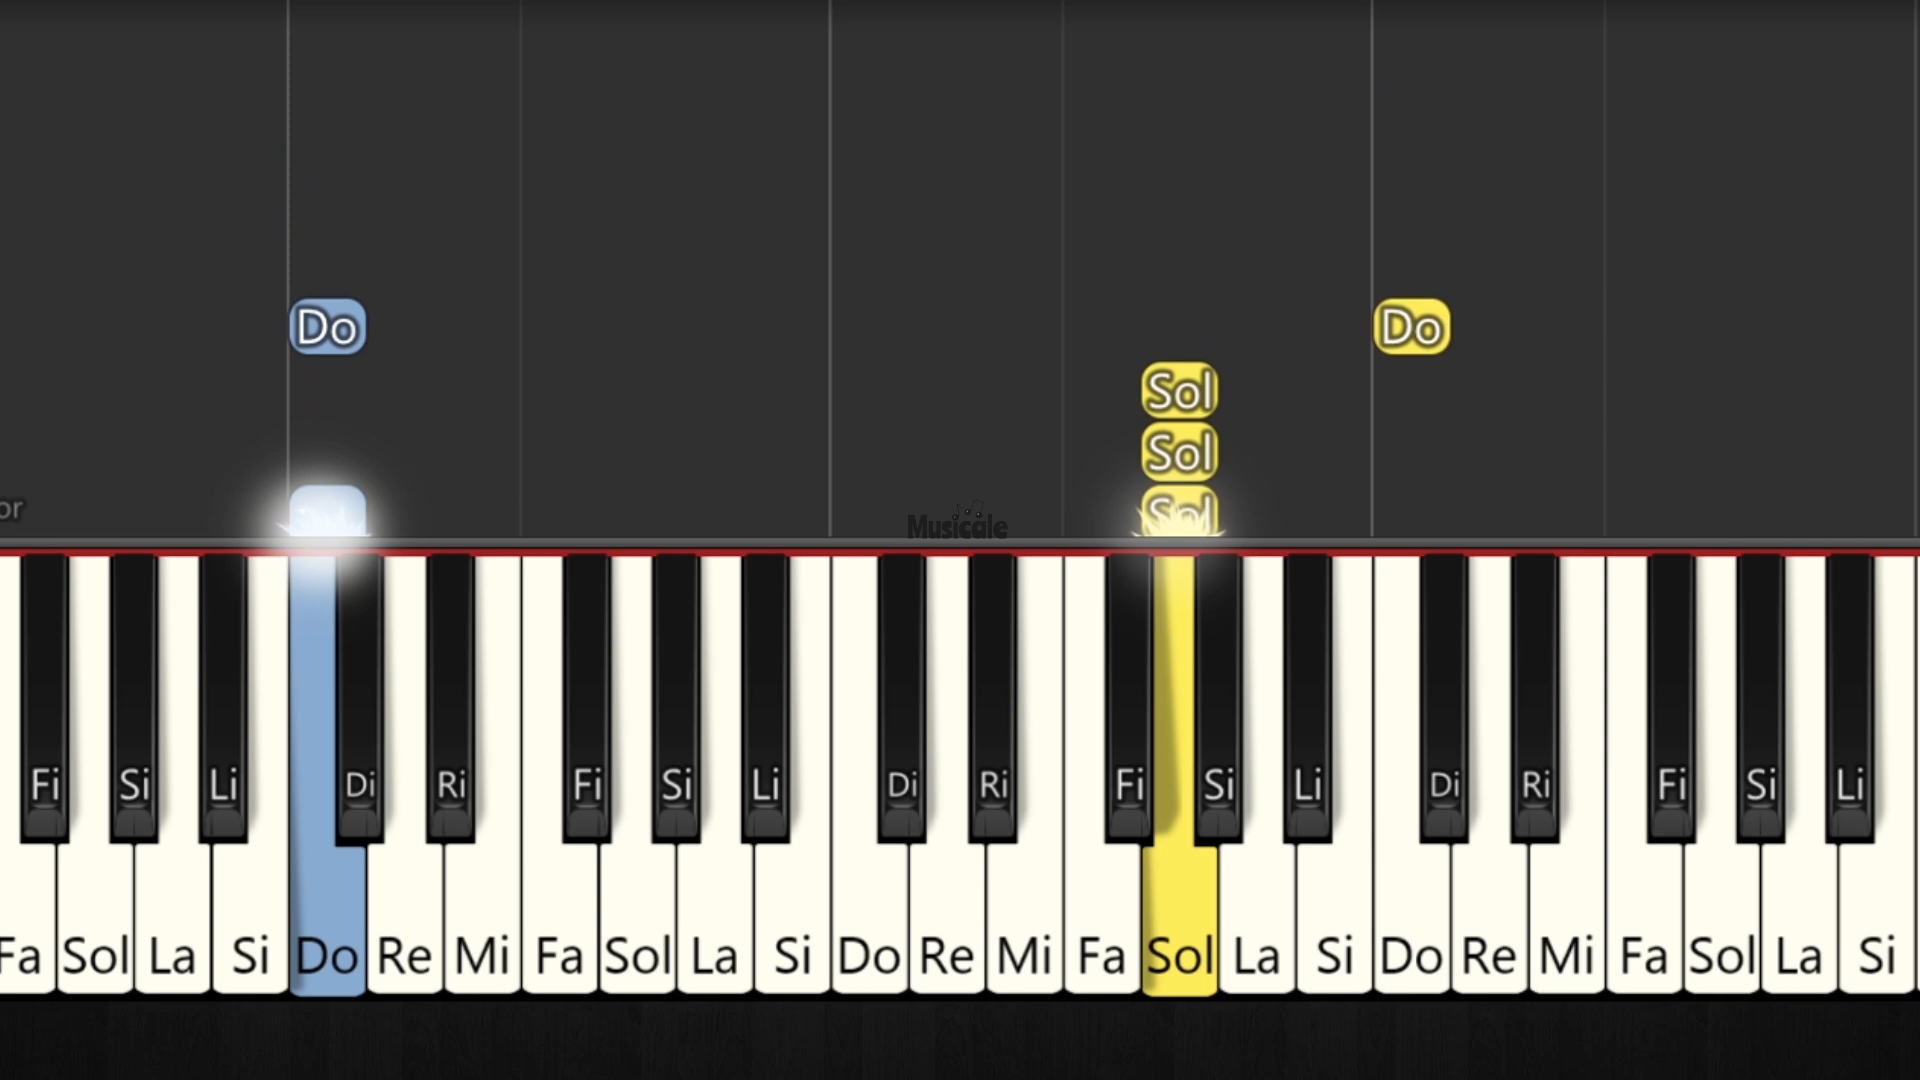 Do Do
Sol
Sol
or
Sol
Musicale
Fi Si Li Di Ri Fi Si Li Di Ri Fi Si Li Di Ri Fi Si Li
Fa Sol La Si Do Re Mi Fa Sol La Si Do Re Mi Fa Sol La Si Do Re Mi Fa Sol La Si